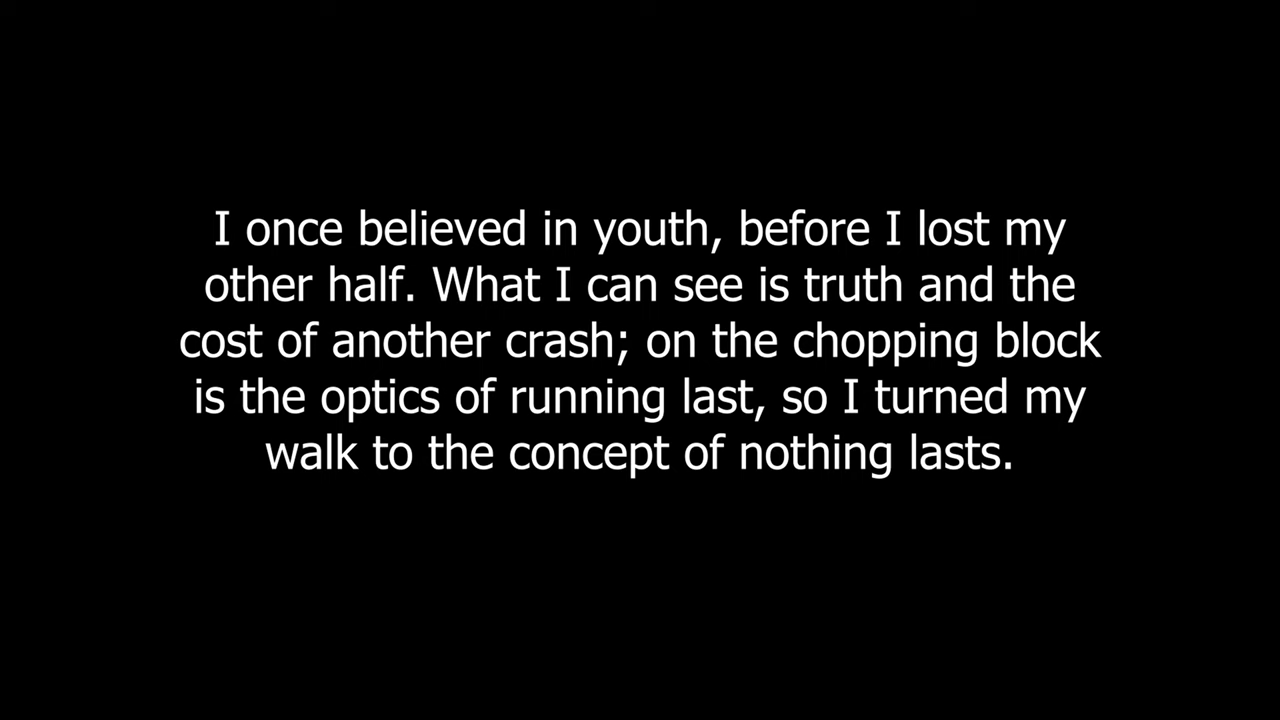 I once believed in youth, before I lost my
other half. What I can see is truth and the
cost of another crash; on the chopping block
is the optics of running last, so I turned my
walk to the concept of nothing lasts.